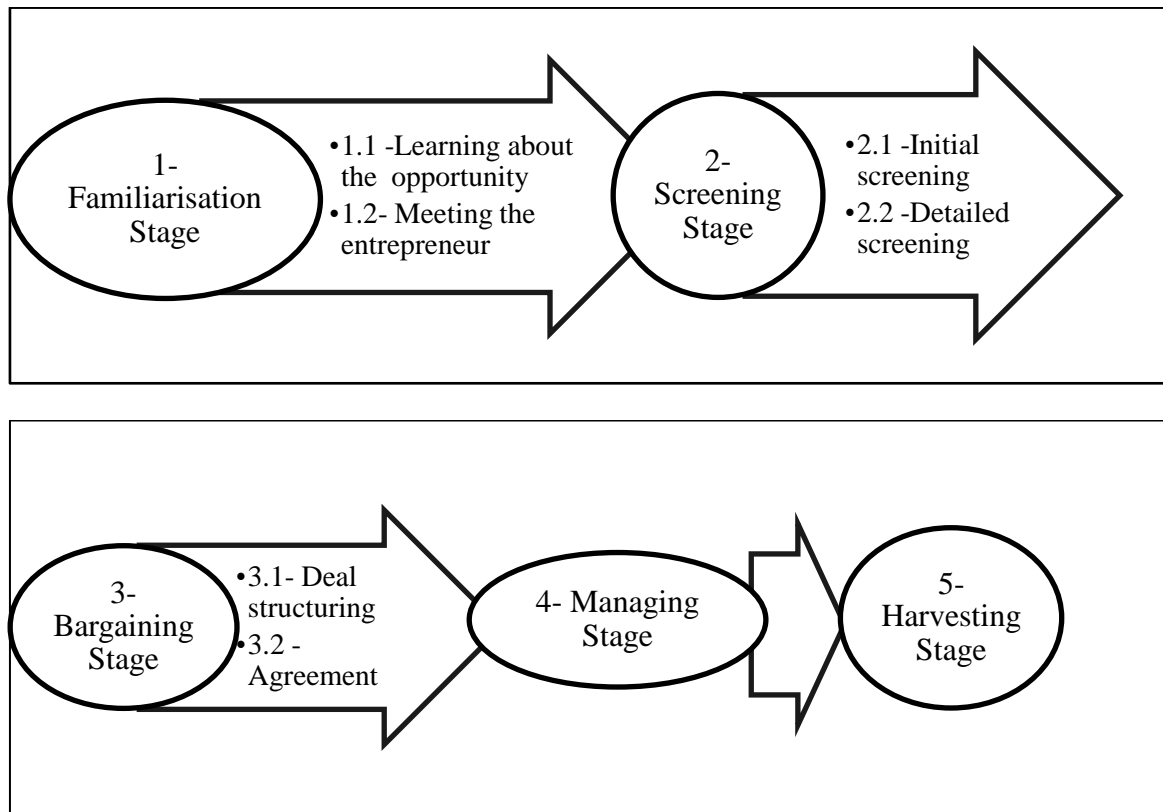 1-
Familiarisation
Stage
•1.1 -Learning about
the opportunity
•1.2- Meeting the
entrepreneur
2-
Screening
Stage
•2.1 -Initial
screening
•2.2 -Detailed
screening
3-
Bargaining
Stage
•3.1- Deal
structuring
•3.2 -
Agreement
4- Managing
Stage
5-
Harvesting
Stage